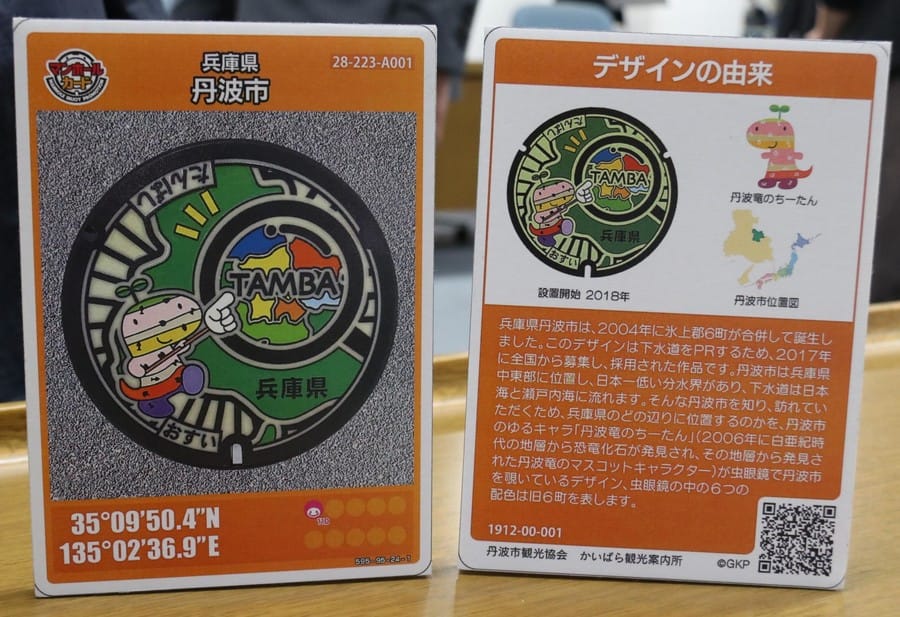 マンホール
カード
兵庫県
丹波市
28-223-A001
たんばし
TAMBA
兵庫県
おすい
35°09'50.4"N
135°02'36.9"E
595-96-24-1
デザインの由来
たんばし
TAMBA
兵庫県
おすい
設置開始 2018年
丹波竜のちーたん
丹波市位置図
兵庫県丹波市は、2004年に氷上郡6町が合併して誕生し
ました。このデザインは下水道をPRするため、2017年
に全国から募集し、採用された作品です。丹波市は兵庫県
中東部に位置し、日本一低い分水界があり、下水道は日本
海と瀬戸内海に流れます。そんな丹波市を知り、訪れてい
ただくため、兵庫県のどの辺りに位置するのかを、丹波市
のゆるキャラ「丹波竜のちーたん」(2006年に白亜紀時
代の地層から恐竜化石が発見され、その地層から発見さ
れた丹波竜のマスコットキャラクター)が虫眼鏡で丹波市
を覗いているデザイン、虫眼鏡の中の6つの
配色は旧6町を表します。
1912-00-001
丹波市観光協会 かいばら観光案内所
©GKP